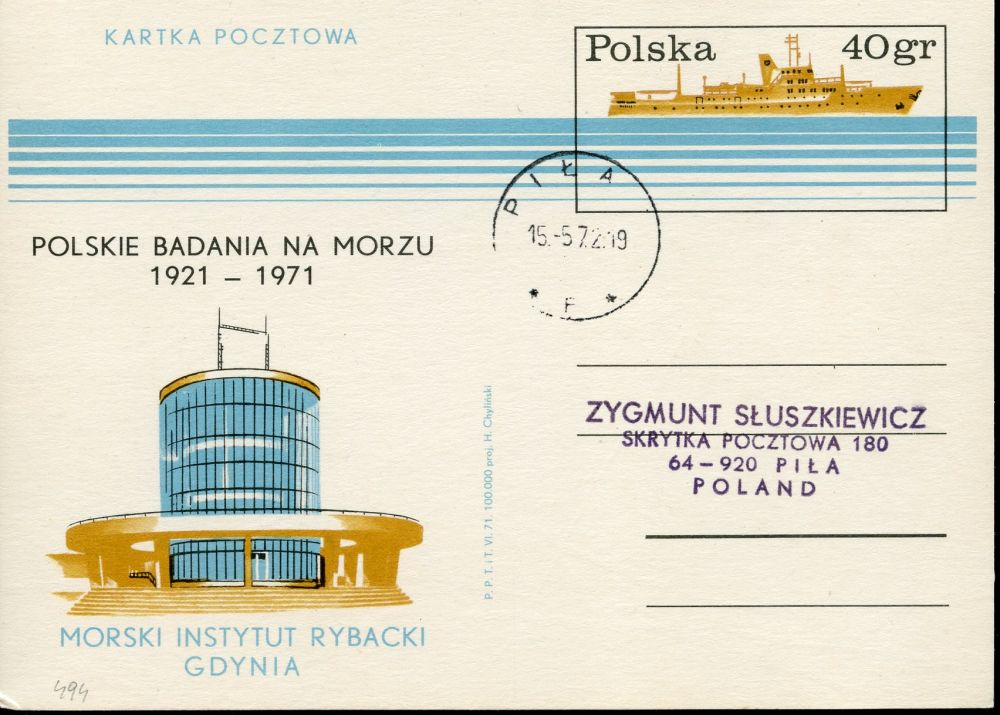 KARTKA POCZTOWA
Polska 40gr
PIŁA
15.-5.72.19
* F *
POLSKIE BADANIA NA MORZU
1921 – 1971
ZYGMUNT SŁUSZKIEWICZ
SKRYTKA POCZTOWA 180
64-920 PIŁA
POLAND
P. P. T. i T. VI. 71. 100.000 proj. H. Chyliński
MORSKI INSTYTUT RYBACKI
GDYNIA
494